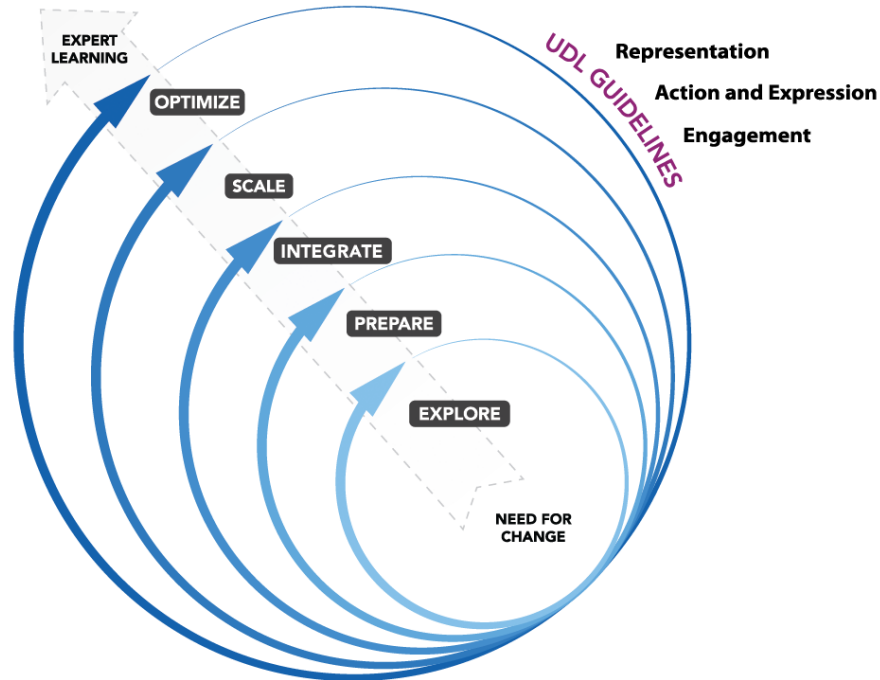 EXPERT
LEARNING
OPTIMIZE
SCALE
INTEGRATE
PREPARE
EXPLORE
NEED FOR
CHANGE
UDL GUIDELINES
Representation
Action and Expression
Engagement